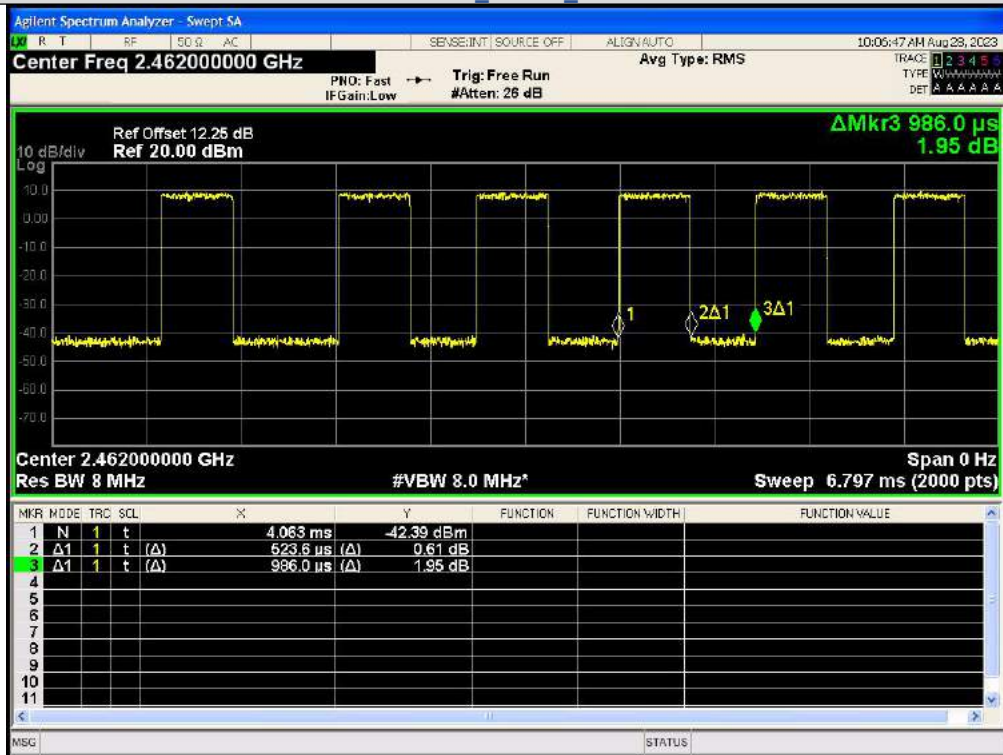 Agilent Spectrum Analyzer - Swept SA
LXI R T RF 50 Ω AC SENSE:INT SOURCE OFF ALIGN AUTO 10:06:47 AM Aug 28, 2023
Center Freq 2.462000000 GHz Avg Type: RMS TRACE 1 2 3 4 5 6
PNO: Fast Trig: Free Run TYPE
IFGain:Low #Atten: 26 dB DET A A A A A A
ΔMkr3 986.0 µs
1.95 dB
Ref Offset 12.25 dB
10 dB/div Ref 20.00 dBm
Log
10.0
0.00
-10.0
-20.0
-30.0
-40.0
-50.0
-60.0
-70.0
1 2Δ1 3Δ1
Center 2.462000000 GHz Span 0 Hz
Res BW 8 MHz #VBW 8.0 MHz* Sweep 6.797 ms (2000 pts)
MKR MODE TRC SCL X Y FUNCTION FUNCTION WIDTH FUNCTION VALUE
1 N 1 t 4.063 ms -42.39 dBm
2 Δ1 1 t (Δ) 523.6 µs (Δ) 0.61 dB
3 Δ1 1 t (Δ) 986.0 µs (Δ) 1.95 dB
4
5
6
7
8
9
10
11
MSG STATUS